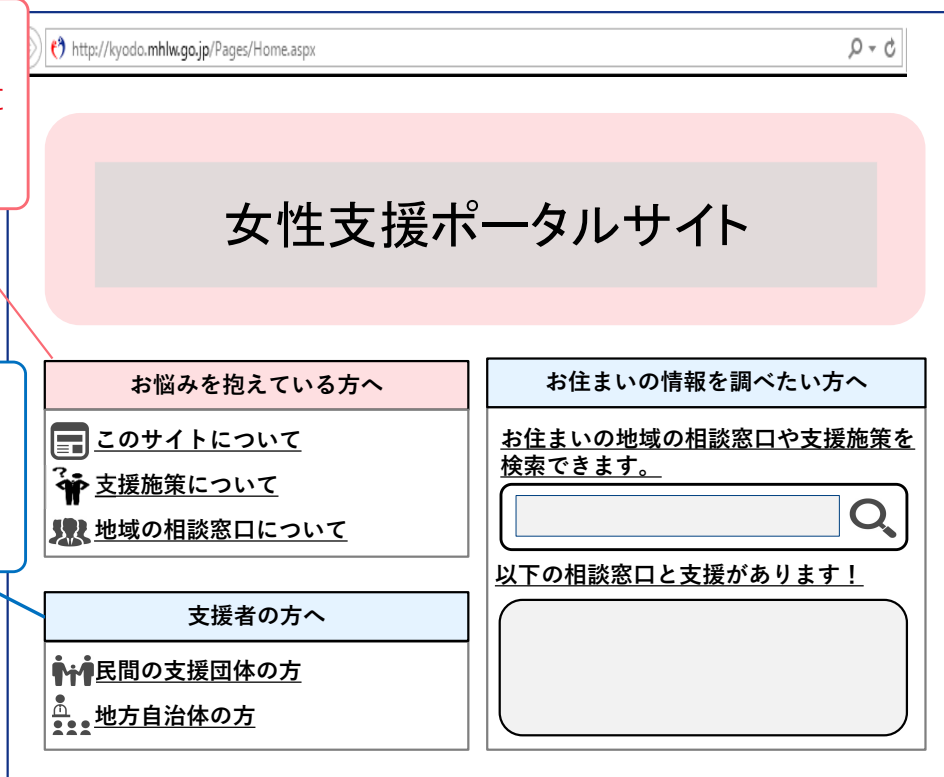 http://kyodo.mhlw.go.jp/Pages/Home.aspx
女性支援ポータルサイト
お悩みを抱えている方へ
このサイトについて
支援施策について
地域の相談窓口について
支援者の方へ
民間の支援団体の方
地方自治体の方
お住まいの情報を調べたい方へ
お住まいの地域の相談窓口や支援施策を
検索できます。
以下の相談窓口と支援があります！